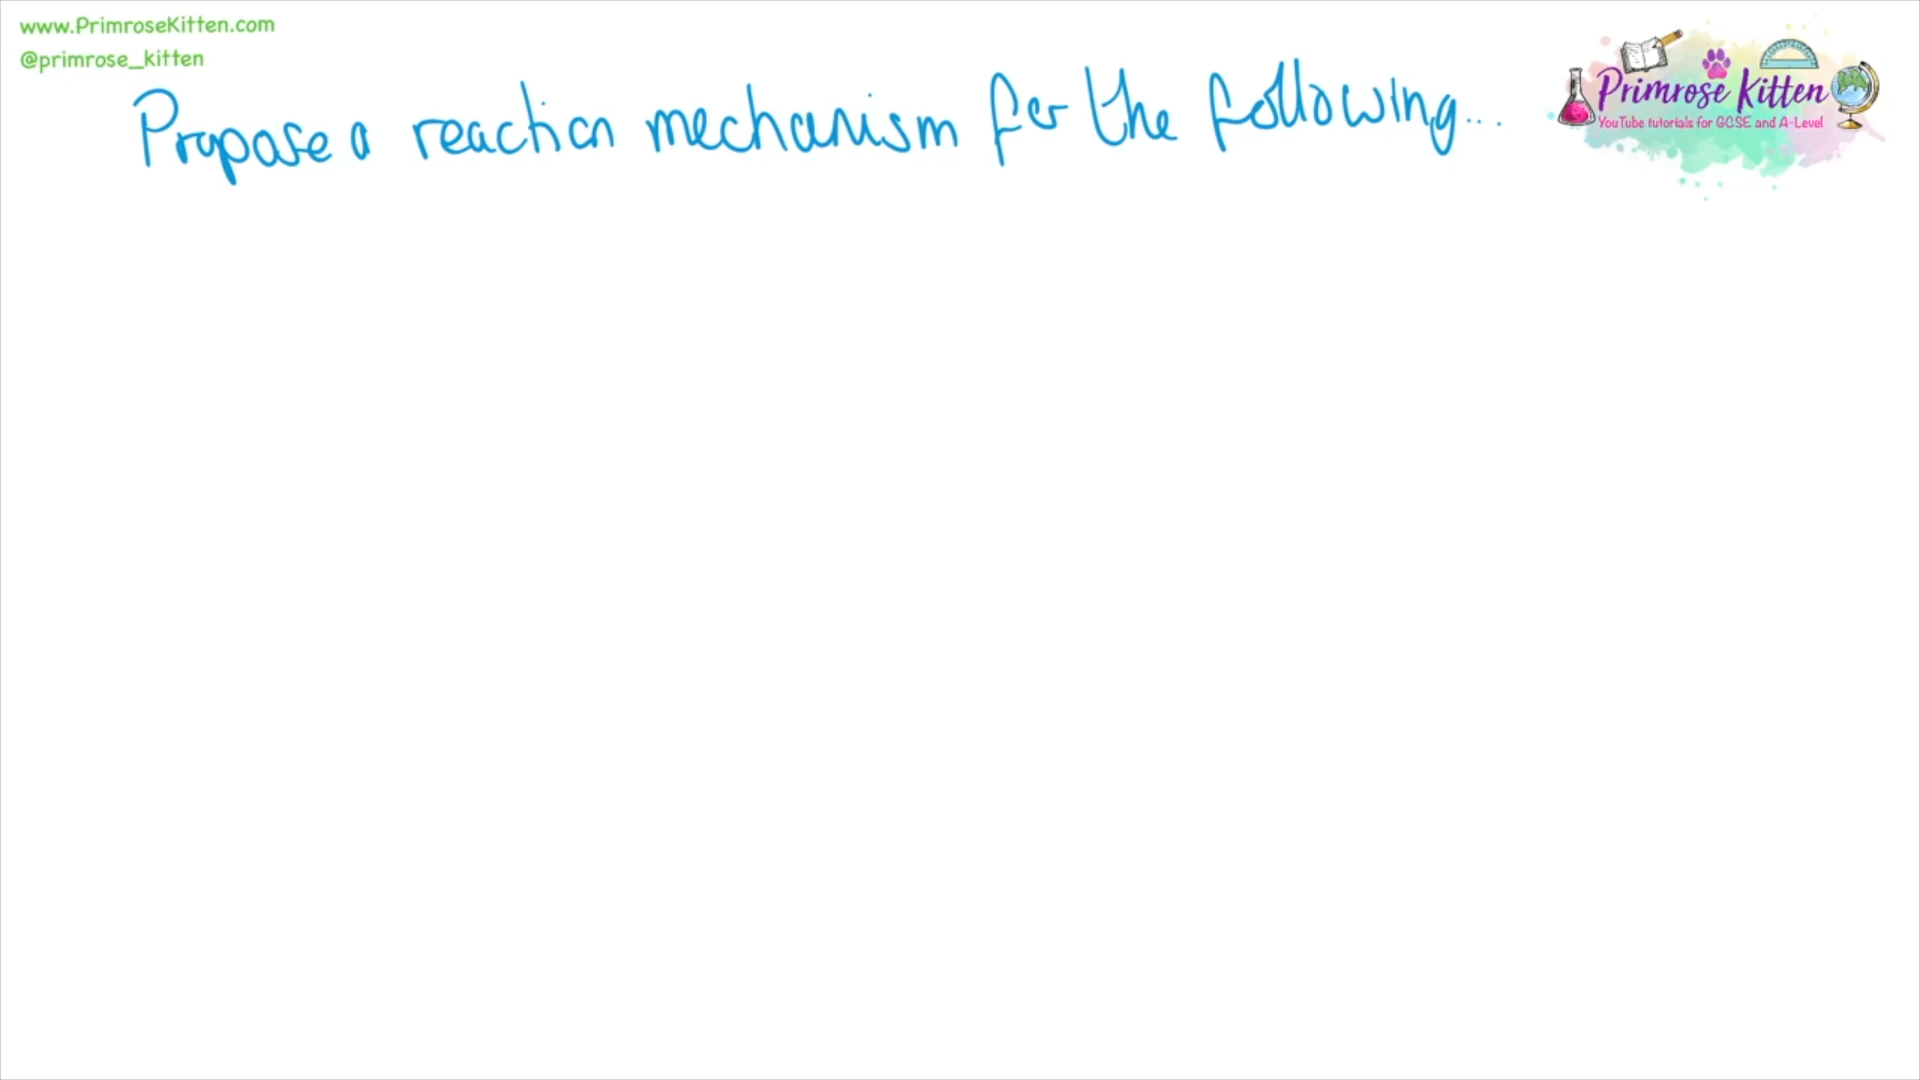 www.PrimroseKitten.com
@primrose_kitten
Propose a reaction mechanism for the following...
Primrose Kitten
YouTube tutorials for GCSE and A-Level